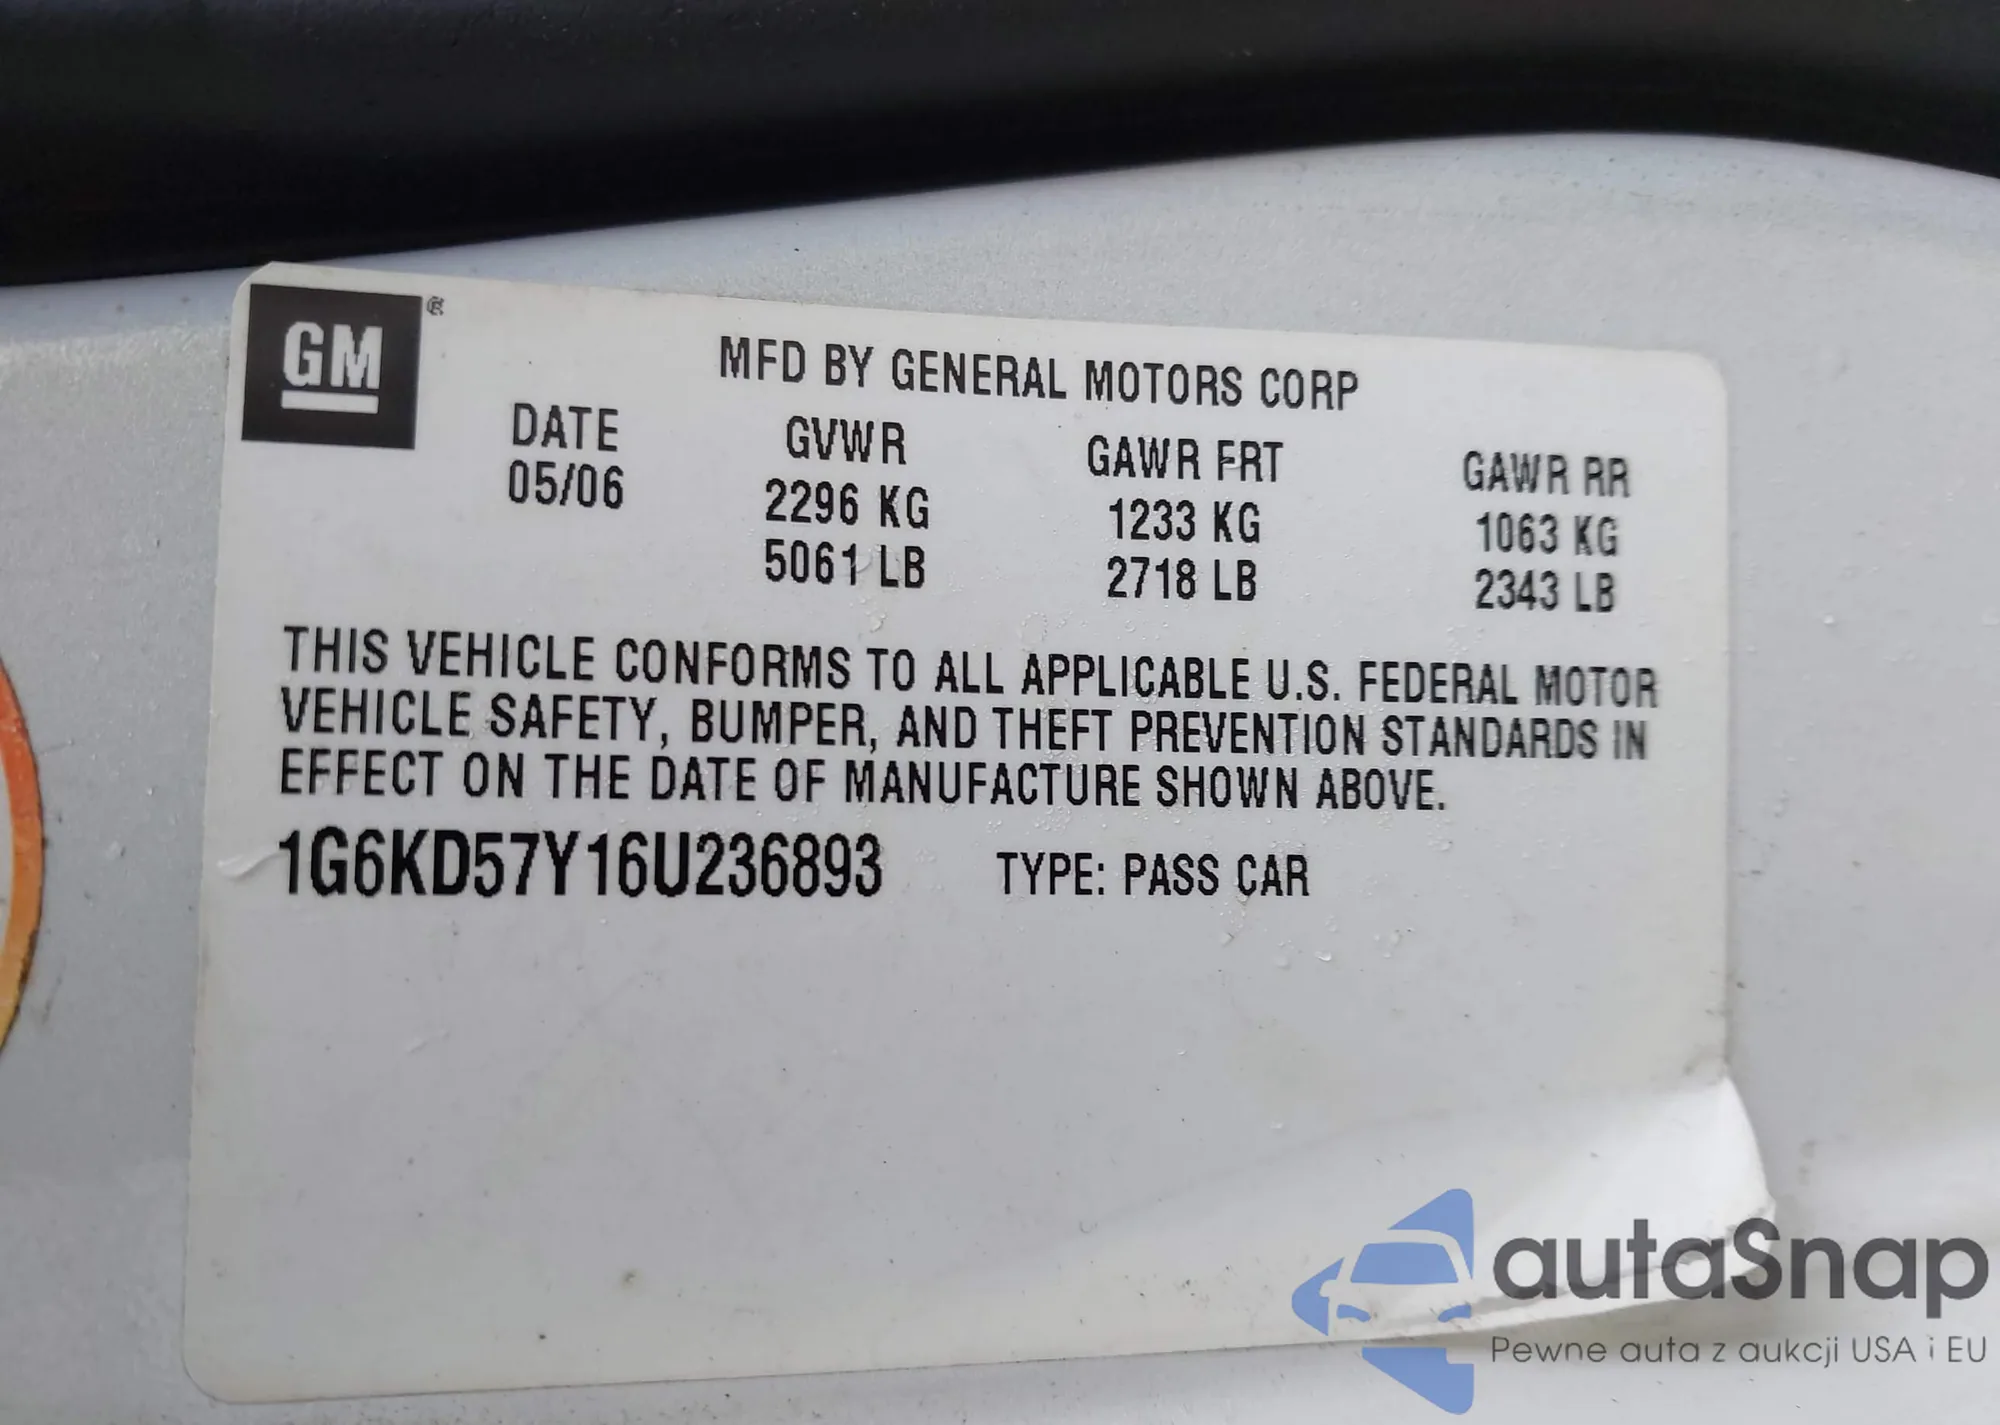 GM
MFD BY GENERAL MOTORS CORP
DATE GVWR GAWR FRT GAWR RR
05/06 2296 KG 1233 KG 1063 KG
5061 LB 2718 LB 2343 LB
THIS VEHICLE CONFORMS TO ALL APPLICABLE U.S. FEDERAL MOTOR
VEHICLE SAFETY, BUMPER, AND THEFT PREVENTION STANDARDS IN
EFFECT ON THE DATE OF MANUFACTURE SHOWN ABOVE.
1G6KD57Y16U236893 TYPE: PASS CAR
autaSnap
Pewne auta z aukcji USA i EU